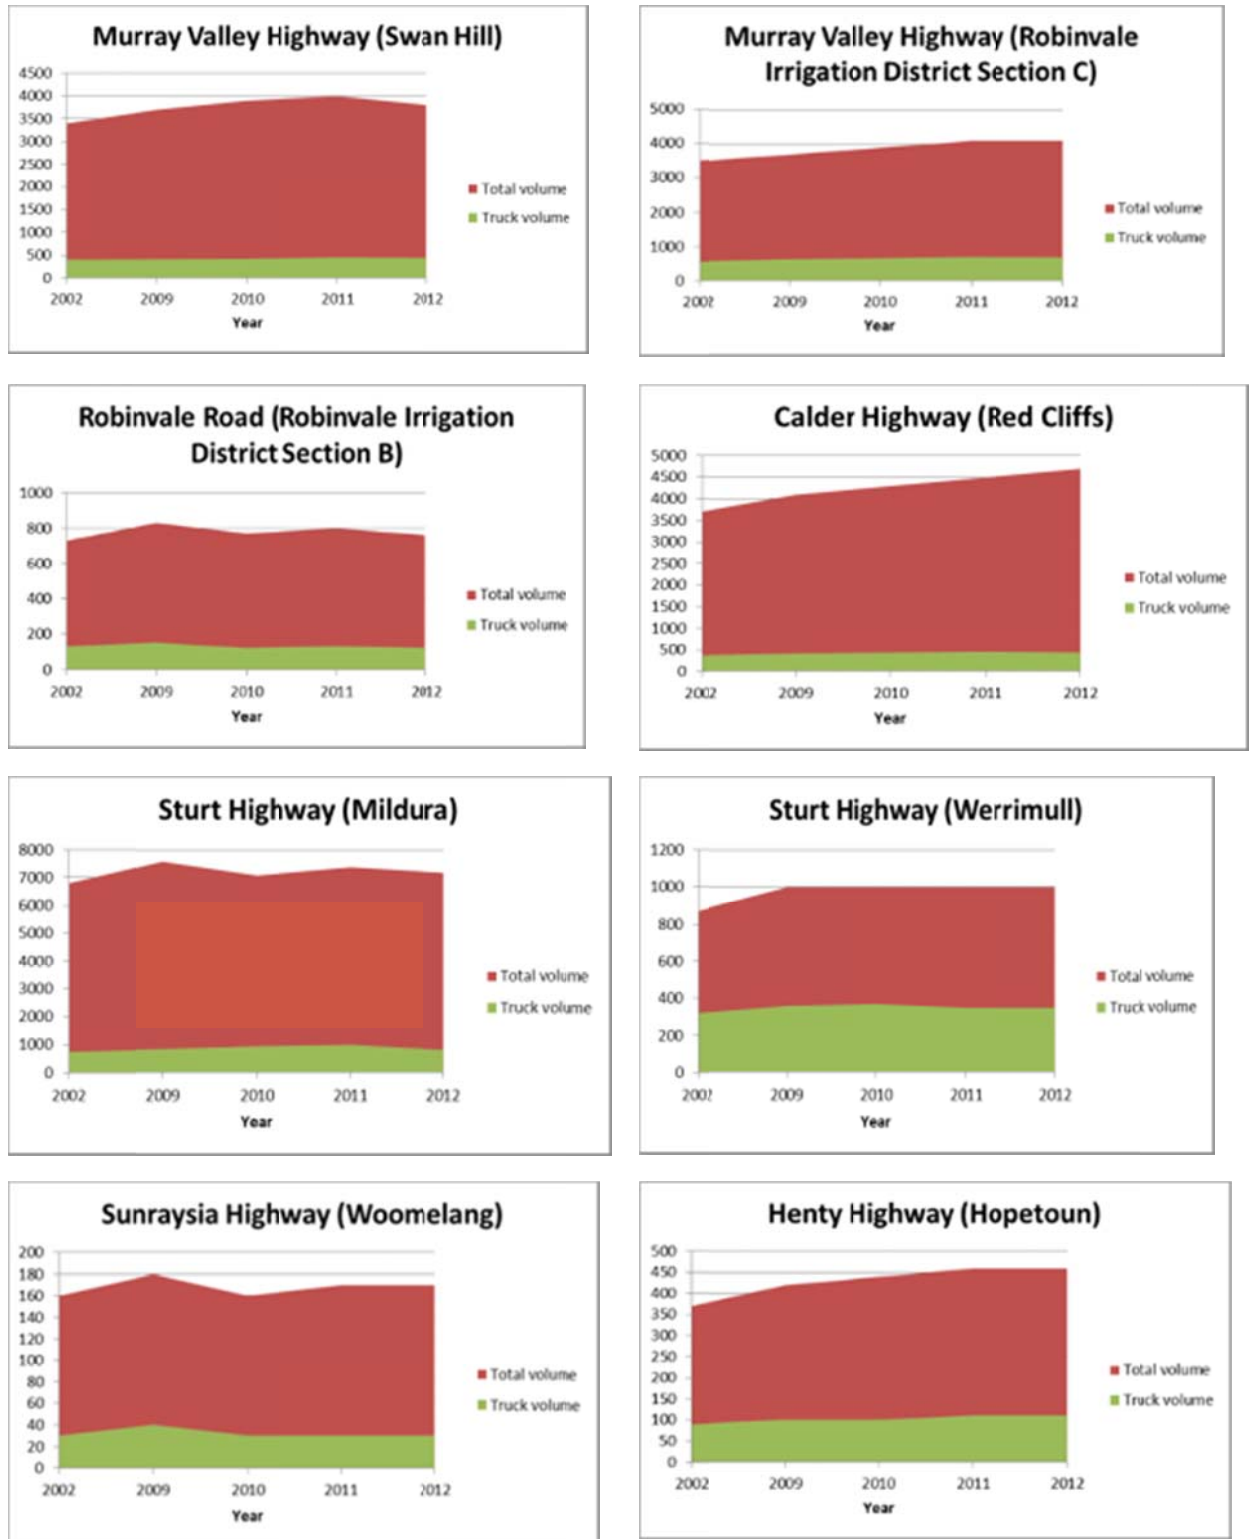 Murray Valley Highway (Swan Hill)
4500
4000
3500
3000
2500
2000
1500
1000
500
0
2002 2009 2010 2011 2012
Year
Total volume
Truck volume
Murray Valley Highway (Robinvale
Irrigation District Section C)
5000
4000
3000
2000
1000
0
2002 2009 2010 2011 2012
Year
Total volume
Truck volume
Robinvale Road (Robinvale Irrigation
District Section B)
1000
800
600
400
200
0
2002 2009 2010 2011 2012
Year
Total volume
Truck volume
Calder Highway (Red Cliffs)
5000
4500
4000
3500
3000
2500
2000
1500
1000
500
0
2002 2009 2010 2011 2012
Year
Total volume
Truck volume
Sturt Highway (Mildura)
8000
7000
6000
5000
4000
3000
2000
1000
0
2002 2009 2010 2011 2012
Year
Total volume
Truck volume
Sturt Highway (Werrimull)
1200
1000
800
600
400
200
0
2002 2009 2010 2011 2012
Year
Total volume
Truck volume
Sunraysia Highway (Woomelang)
200
180
160
140
120
100
80
60
40
20
0
2002 2009 2010 2011 2012
Year
Total volume
Truck volume
Henty Highway (Hopetoun)
500
450
400
350
300
250
200
150
100
50
0
2002 2009 2010 2011 2012
Year
Total volume
Truck volume